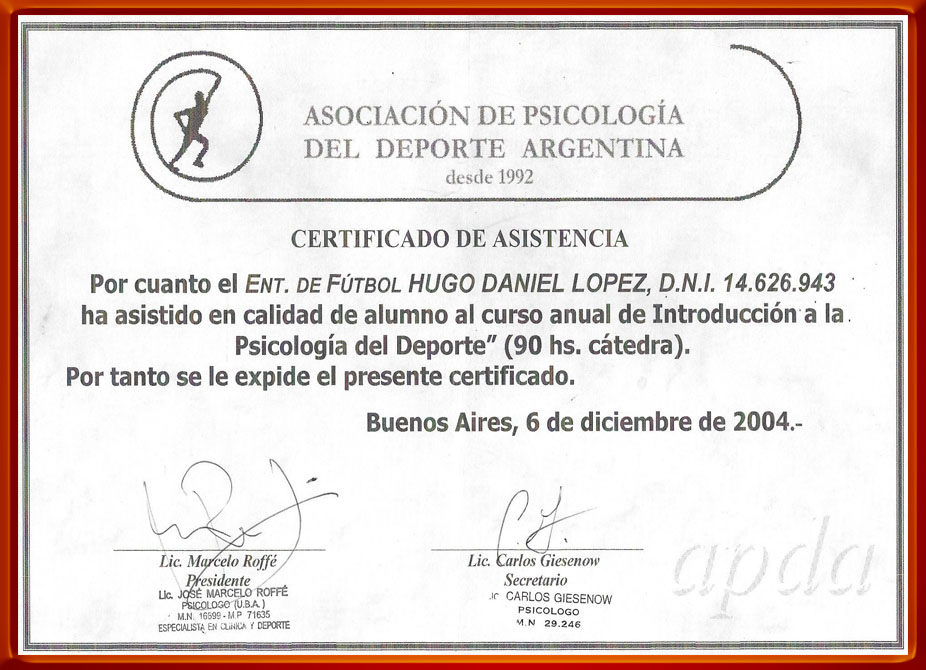 ASOCIACIÓN DE PSICOLOGÍA
DEL DEPORTE ARGENTINA
desde 1992
CERTIFICADO DE ASISTENCIA
Por cuanto el ENT. DE FÚTBOL HUGO DANIEL LOPEZ, D.N.I. 14.626.943
ha asistido en calidad de alumno al curso anual de Introducción a la
Psicología del Deporte” (90 hs. cátedra).
Por tanto se le expide el presente certificado.
Buenos Aires, 6 de diciembre de 2004.-
Lic. Marcelo Roffé
Presidente
Lic. JOSÉ MARCELO ROFFÉ
PSICOLOGO (U.B.A.)
M.N. 16599 - M.P 71635
ESPECIALISTA EN CLINICA Y DEPORTE
Lic. Carlos Giesenow
Secretario
CARLOS GIESENOW
PSICOLOGO
M.N 29.246
apda